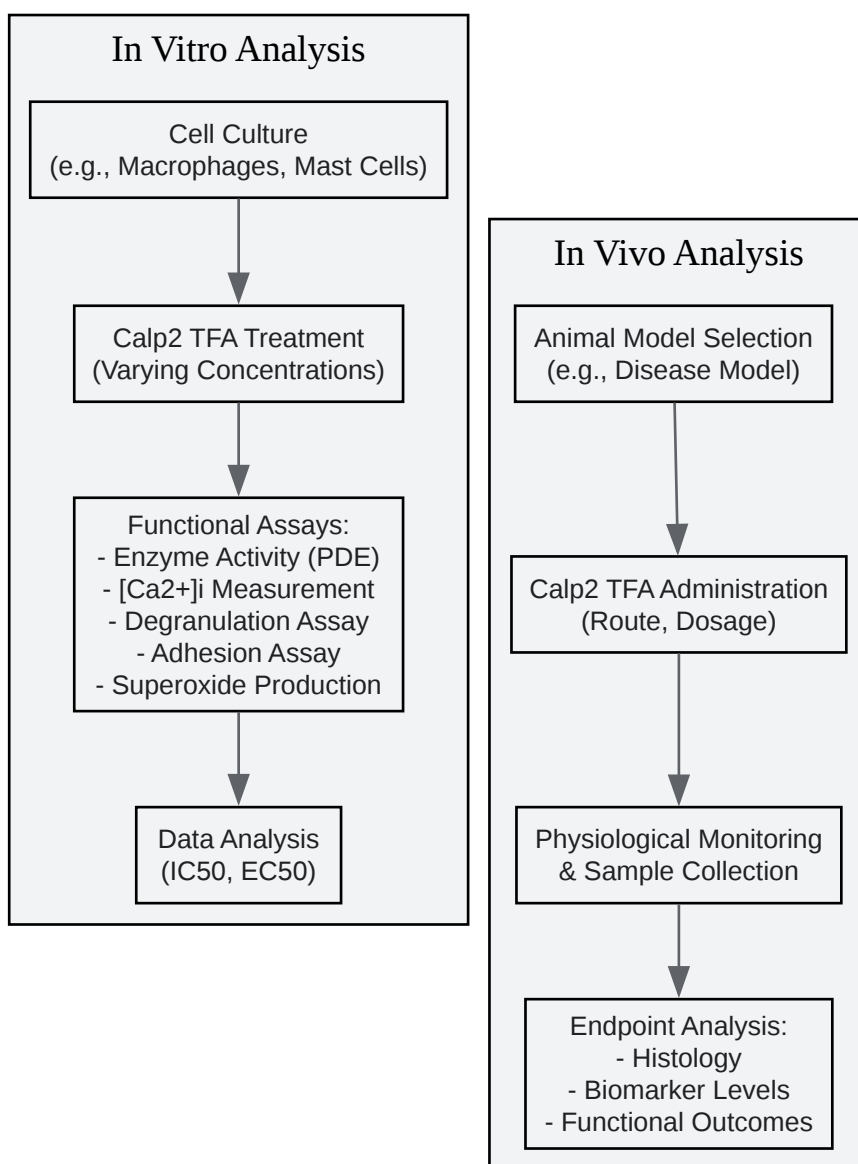 In Vitro Analysis
Cell Culture
(e.g., Macrophages, Mast Cells)
Calp2 TFA Treatment
(Varying Concentrations)
Functional Assays:
- Enzyme Activity (PDE)
- [Ca2+]i Measurement
- Degranulation Assay
- Adhesion Assay
- Superoxide Production
Data Analysis
(IC50, EC50)
In Vivo Analysis
Animal Model Selection
(e.g., Disease Model)
Calp2 TFA Administration
(Route, Dosage)
Physiological Monitoring
& Sample Collection
Endpoint Analysis:
- Histology
- Biomarker Levels
- Functional Outcomes